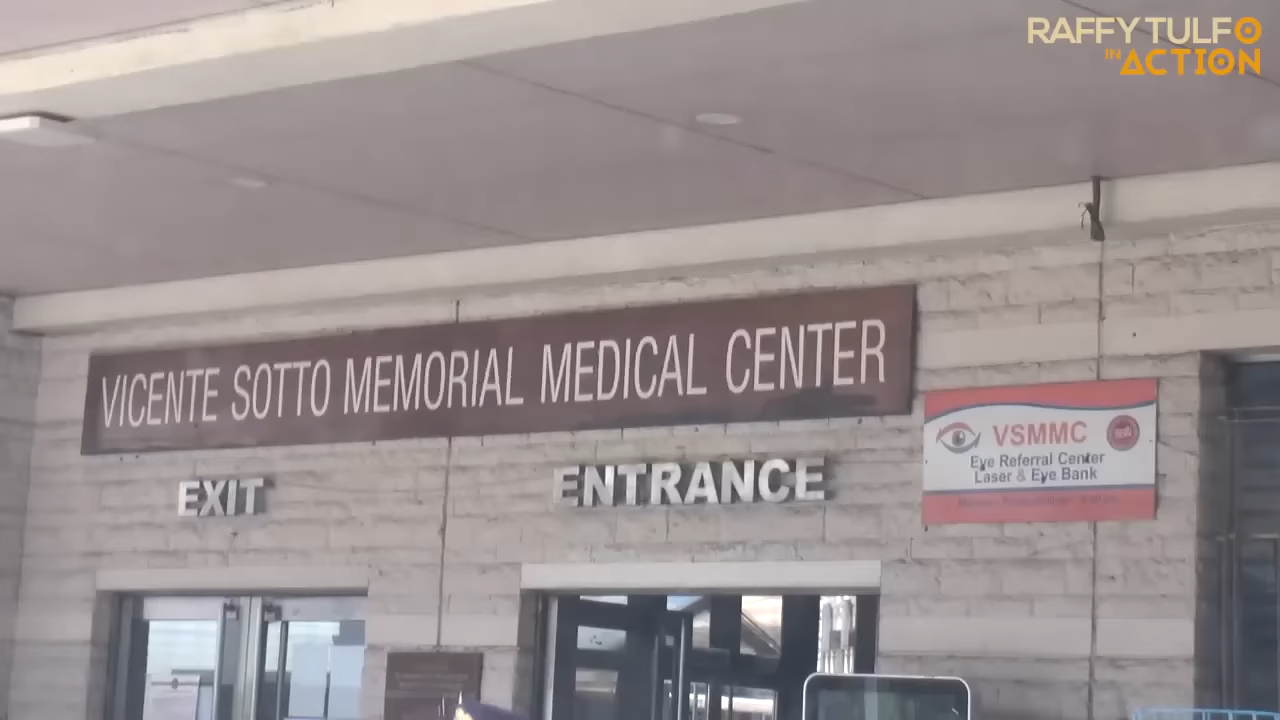 RAFFY TULFO
IN ACTION
VICENTE SOTTO MEMORIAL MEDICAL CENTER
EXIT
ENTRANCE
VSMMC
Eye Referral Center
Laser & Eye Bank